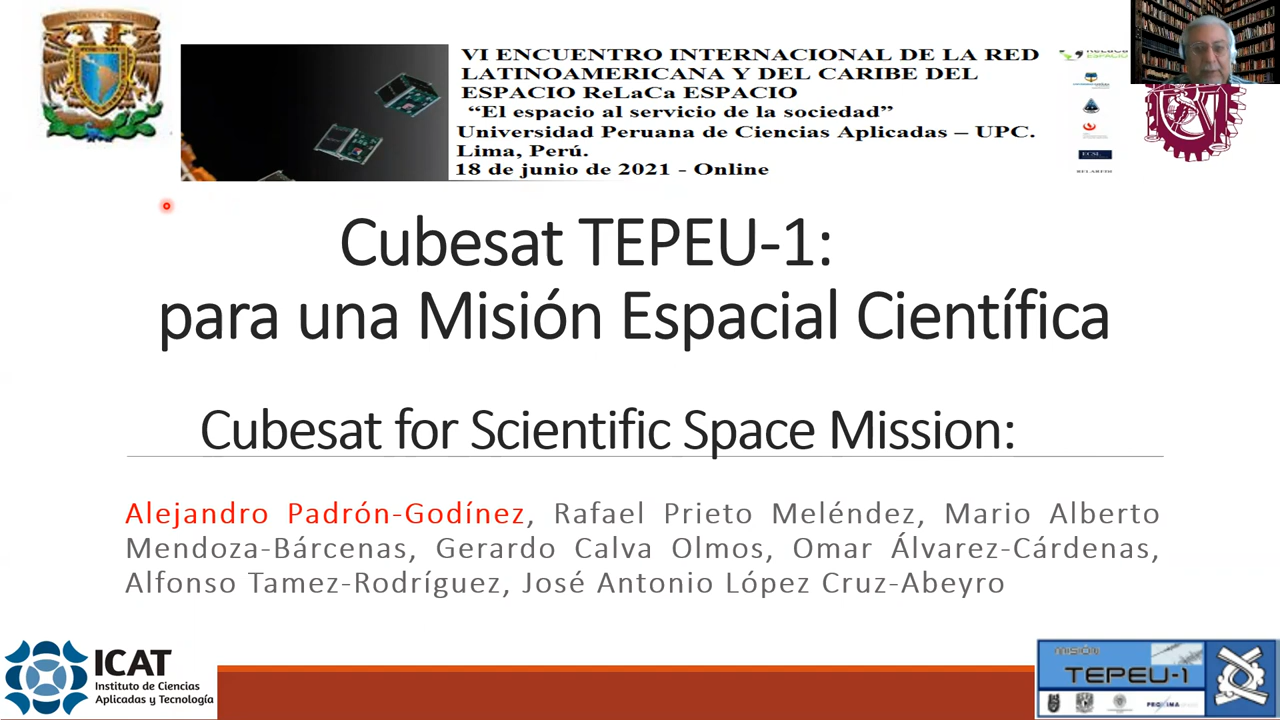 VI ENCUENTRO INTERNACIONAL DE LA RED
LATINOAMERICANA Y DEL CARIBE DEL
ESPACIO ReLaCa ESPACIO
“El espacio al servicio de la sociedad”
Universidad Peruana de Ciencias Aplicadas – UPC.
Lima, Perú.
18 de junio de 2021 - Online
ESPACIO
Cubesat TEPEU-1:
para una Misión Espacial Científica
Cubesat for Scientific Space Mission:
Alejandro Padrón-Godínez, Rafael Prieto Meléndez, Mario Alberto
Mendoza-Bárcenas, Gerardo Calva Olmos, Omar Álvarez-Cárdenas,
Alfonso Tamez-Rodríguez, José Antonio López Cruz-Abeyro
ICAT
Instituto de Ciencias
Aplicadas y Tecnología
MISIÓN
TEPEU-1